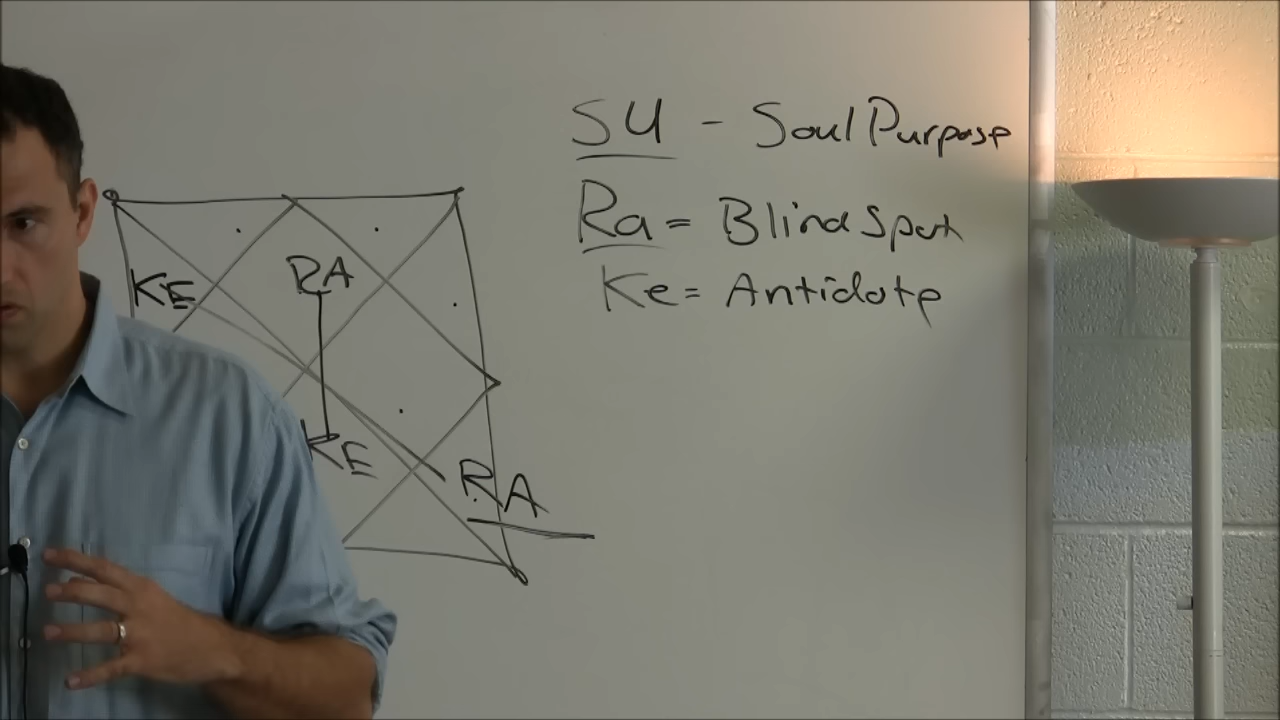 SU - Soul Purpose
Ra = Blind Spot
Ke = Antidote
KE
RA
KE
RA